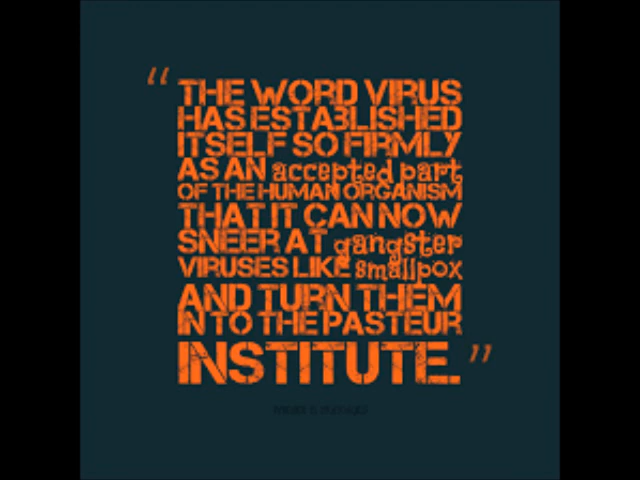 “ THE WORD VIRUS
HAS ESTABLISHED
ITSELF SO FIRMLY
AS AN accepted part
OF THE HUMAN ORGANISM
THAT IT CAN NOW
SNEER AT gangster
VIRUSES LIKE smallpox
AND TURN THEM
IN TO THE PASTEUR
INSTITUTE. ”